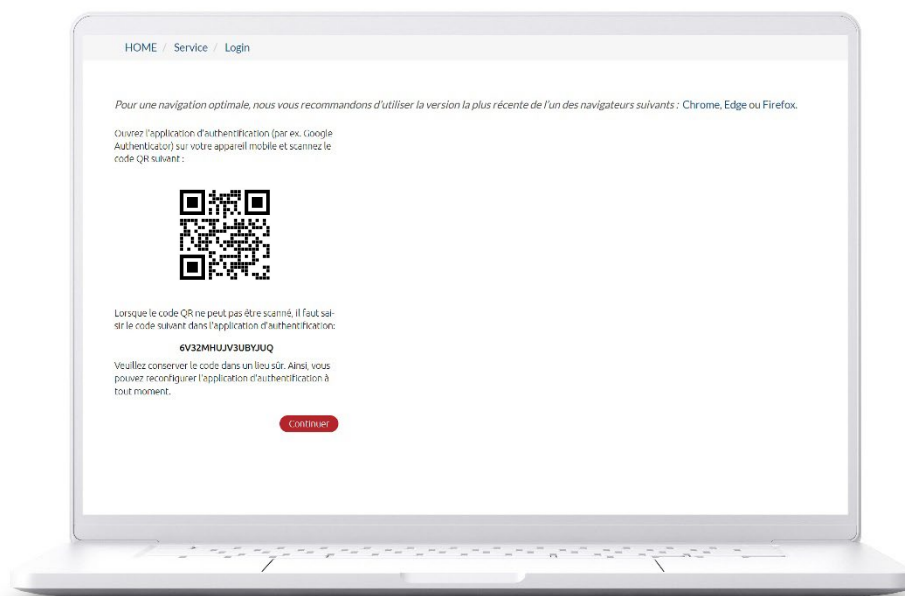 HOME / Service / Login
Pour une navigation optimale, nous vous recommandons d'utiliser la version la plus récente de l'un des navigateurs suivants : Chrome, Edge ou Firefox.
Ouvrez l'application d'authentification (par ex. Google
Authenticator) sur votre appareil mobile et scannez le
code QR suivant :
Lorsque le code QR ne peut pas être scanné, il faut sai-
sir le code suivant dans l'application d'authentification:
6V32MHUJV3UBYJUQ
Veuillez conserver le code dans un lieu sûr. Ainsi, vous
pouvez reconfigurer l'application d'authentification à
tout moment.
Continuer